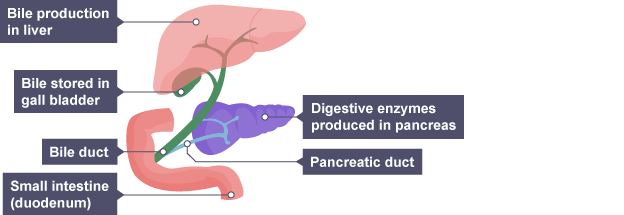 Bile production
in liver
Bile stored in
gall bladder
Digestive enzymes
produced in pancreas
Bile duct
Pancreatic duct
Small intestine
(duodenum)